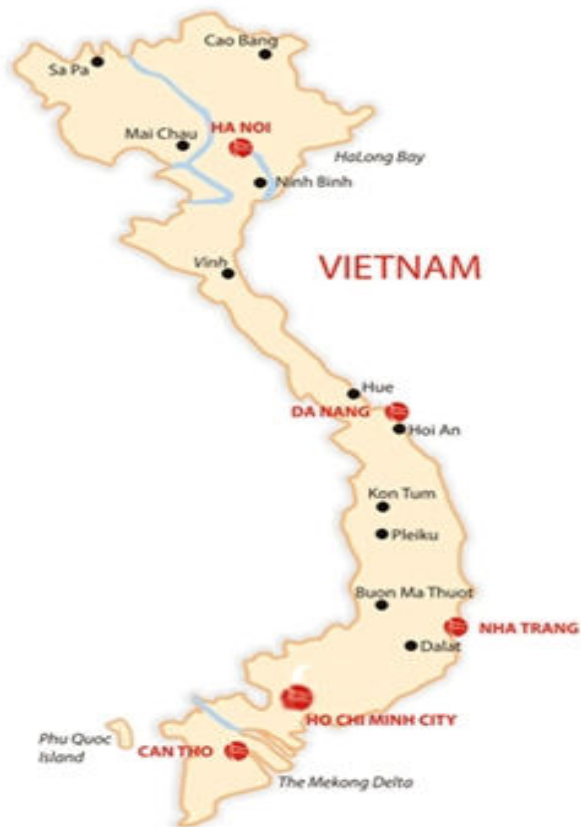 Cao Bang
Sa Pa
HA NOI
Mai Chau
HaLong Bay
Ninh Binh
Vinh
VIETNAM
Hue
DA NANG
Hoi An
Kon Tum
Pleiku
Buon Ma Thuot
NHA TRANG
Dalat
HO CHI MINH CITY
Phu Quoc
Island
CAN THO
The Mekong Delta